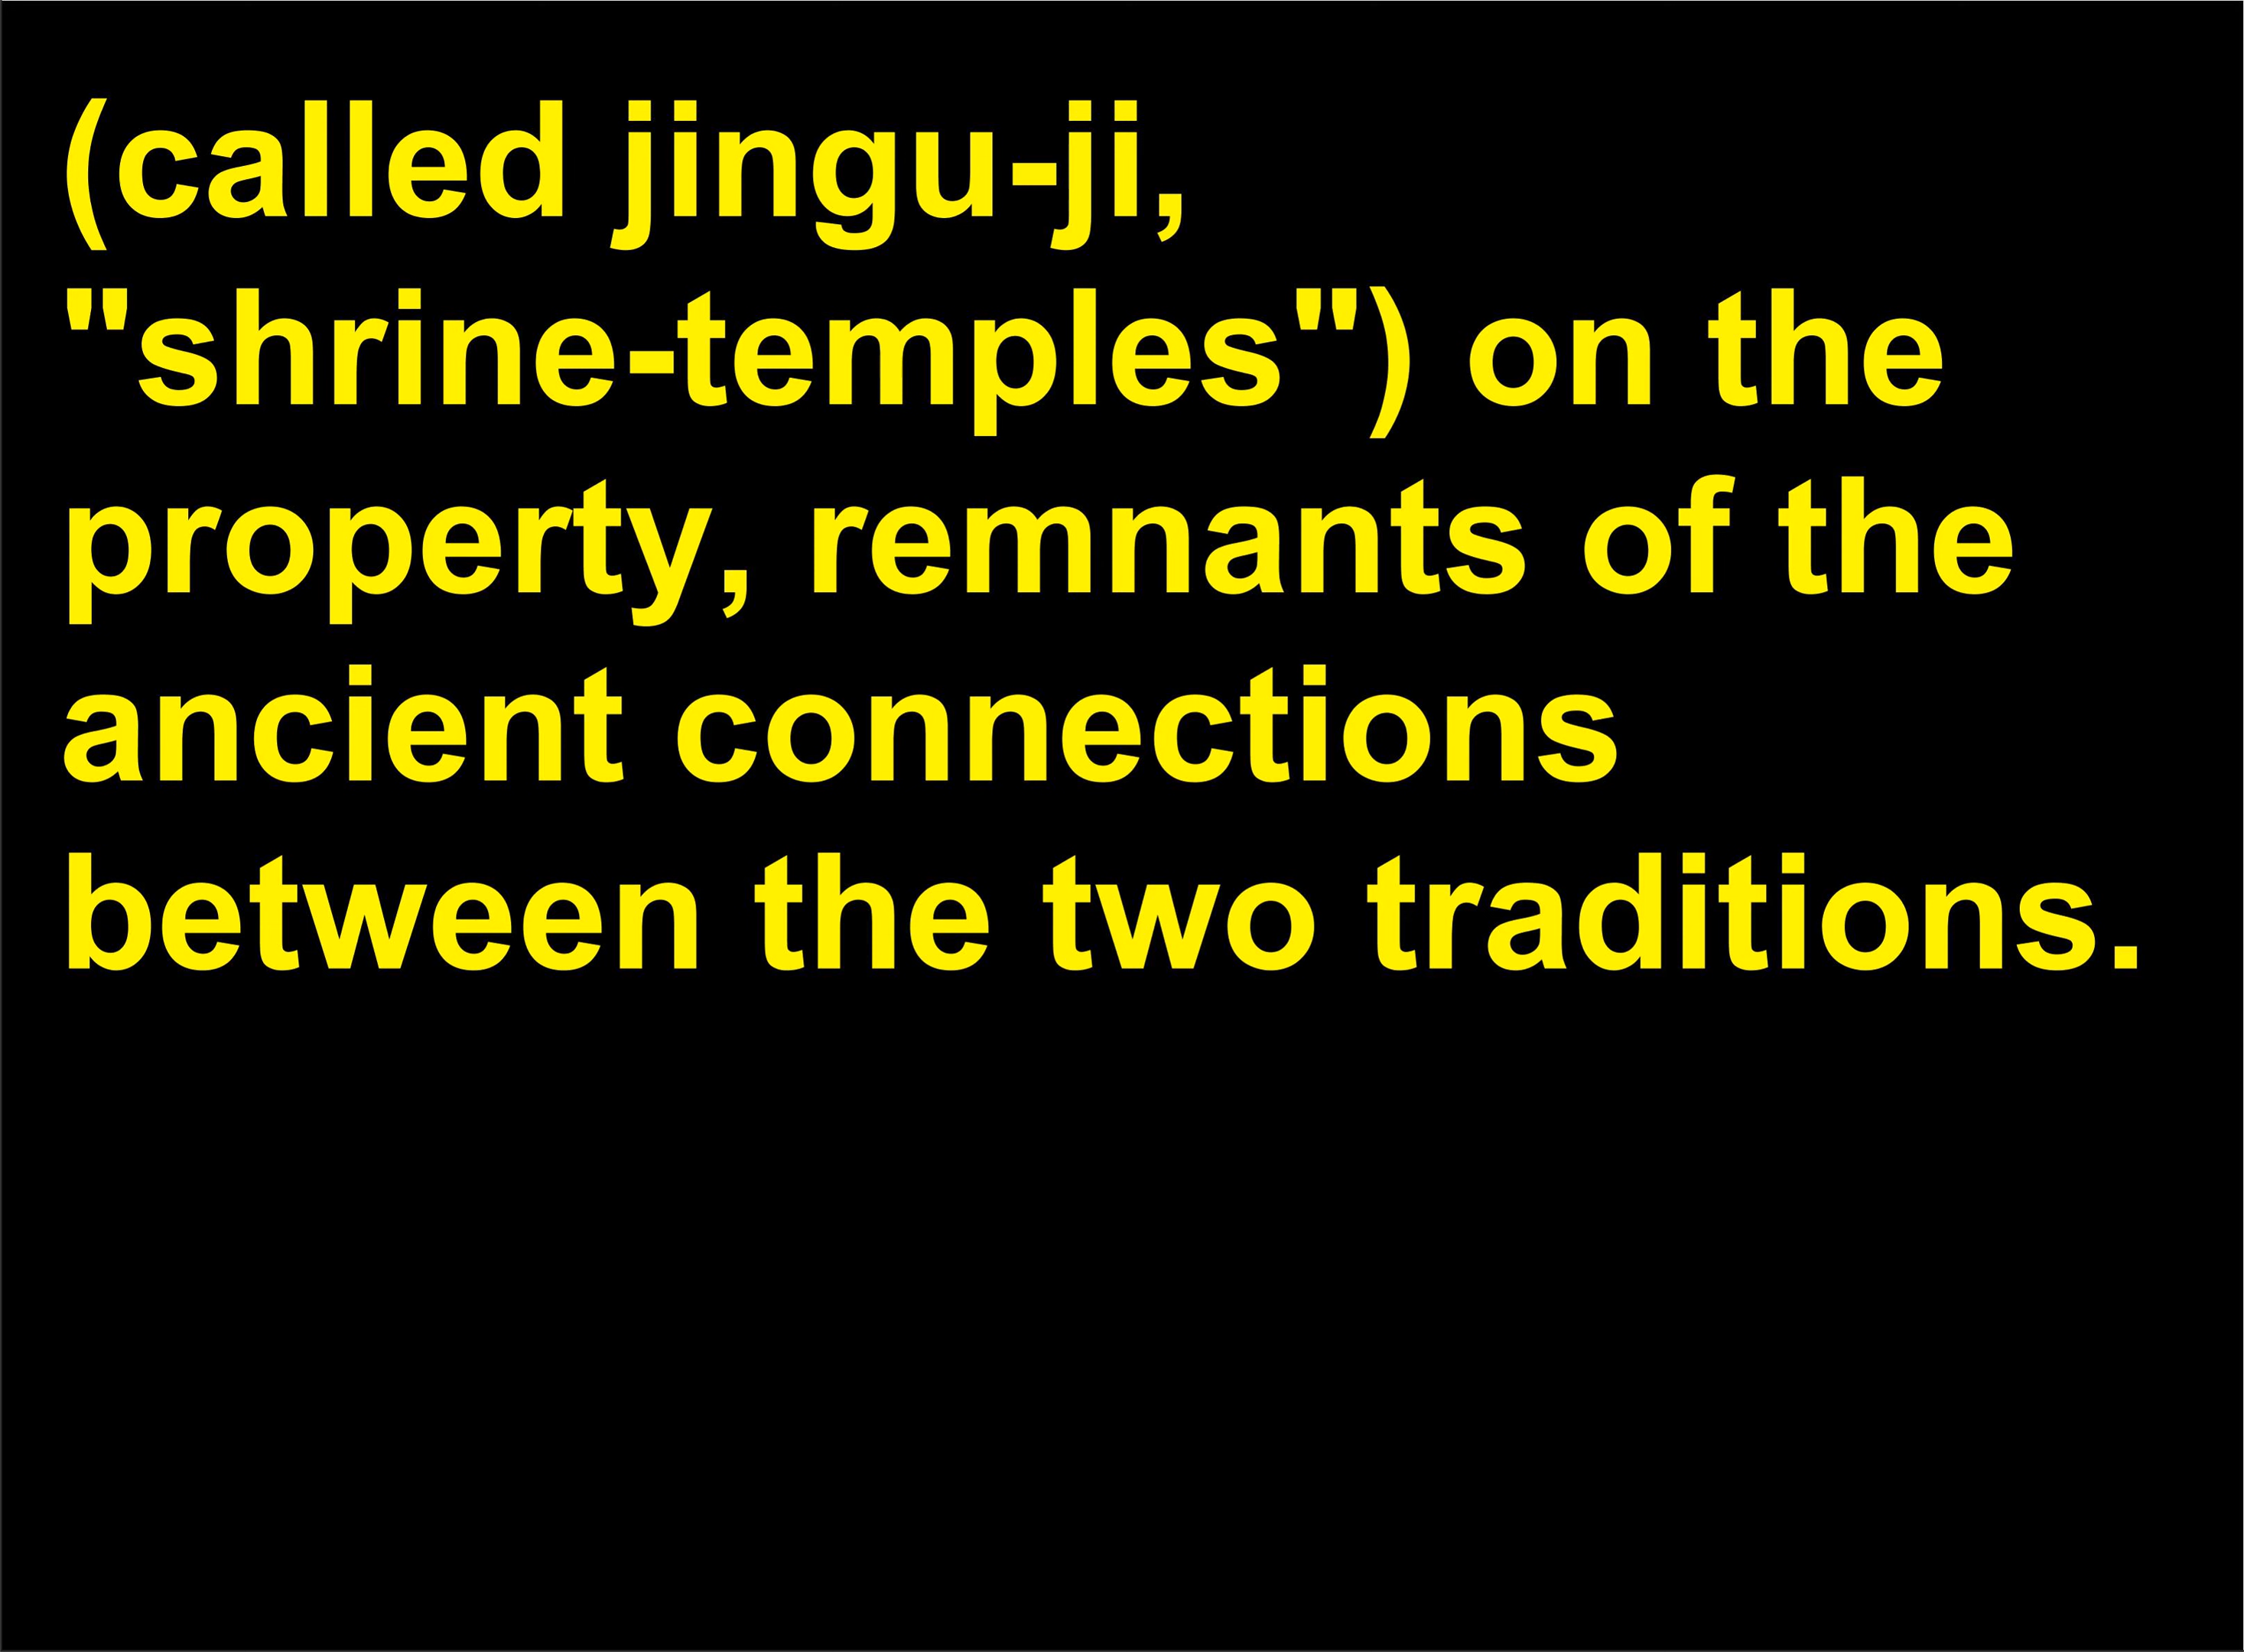 (called jingu-ji,
"shrine-temples") on the
property, remnants of the
ancient connections
between the two traditions.